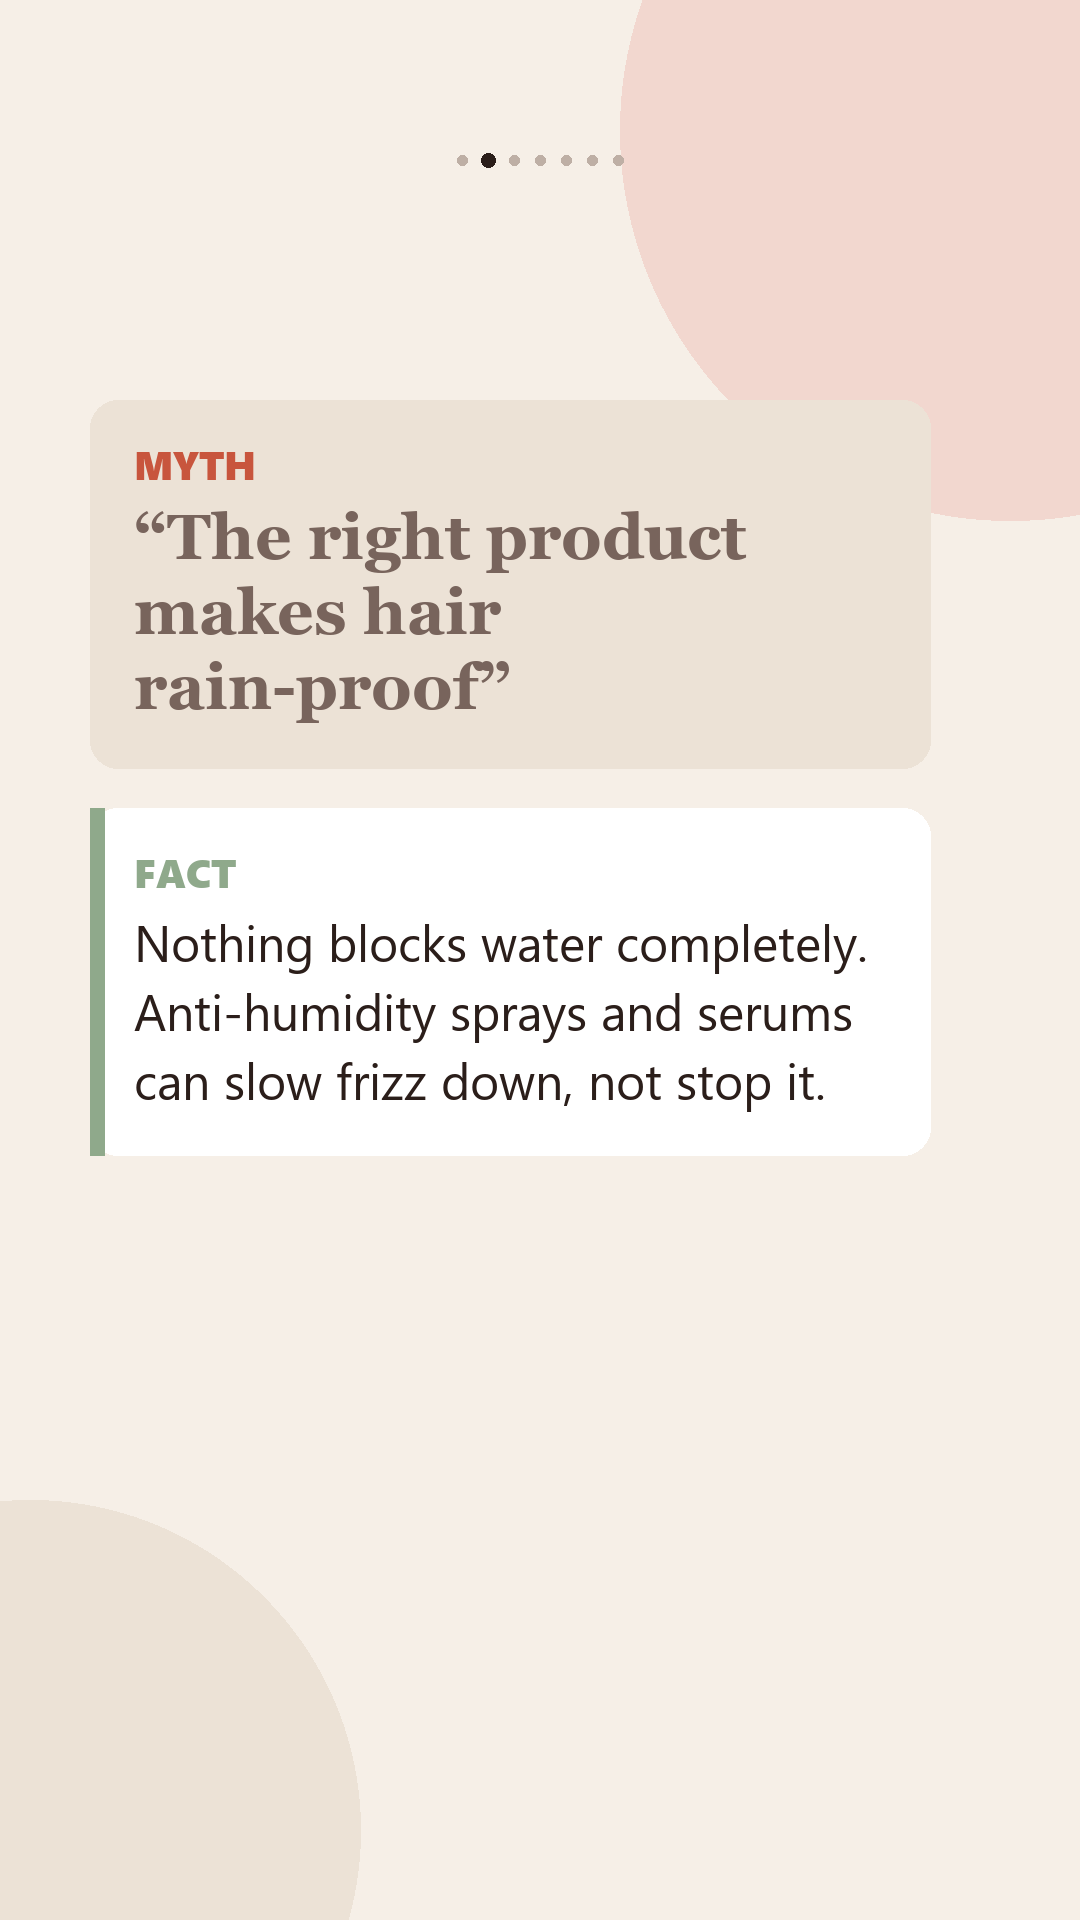 MYTH
“The right product
makes hair
rain-proof”
FACT
Nothing blocks water completely.
Anti-humidity sprays and serums
can slow frizz down, not stop it.